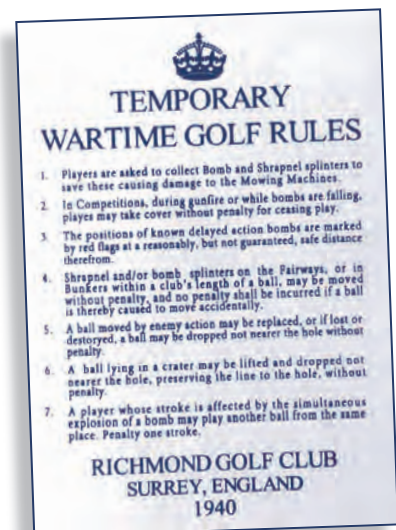 TEMPORARY
WARTIME GOLF RULES
1. Players are asked to collect Bomb and Shrapnel splinters to
save these causing damage to the Mowing Machines.
2. In Competitions, during gunfire or while bombs are falling,
playes may take cover without penalty for ceasing play.
3. The positions of known delayed action bombs are marked
by red flags at a reasonably, but not guaranteed, safe distance
therefrom.
4. Shrapnel and/or bomb splinters on the Fairways, or in
Bunkers within a club's length of a ball, may be moved
without penalty, and no penalty shall be incurred if a ball
is thereby caused to move accidentally.
5. A ball moved by enemy action may be replaced, or if lost or
destoryed, a ball may be dropped not nearer the hole without
penalty.
6. A ball lying in a crater may be lifted and dropped not
nearer the hole, preserving the line to the hole, without
penalty.
7. A player whose stroke is affected by the simultaneous
explosion of a bomb may play another ball from the same
place. Penalty one stroke.
RICHMOND GOLF CLUB
SURREY, ENGLAND
1940